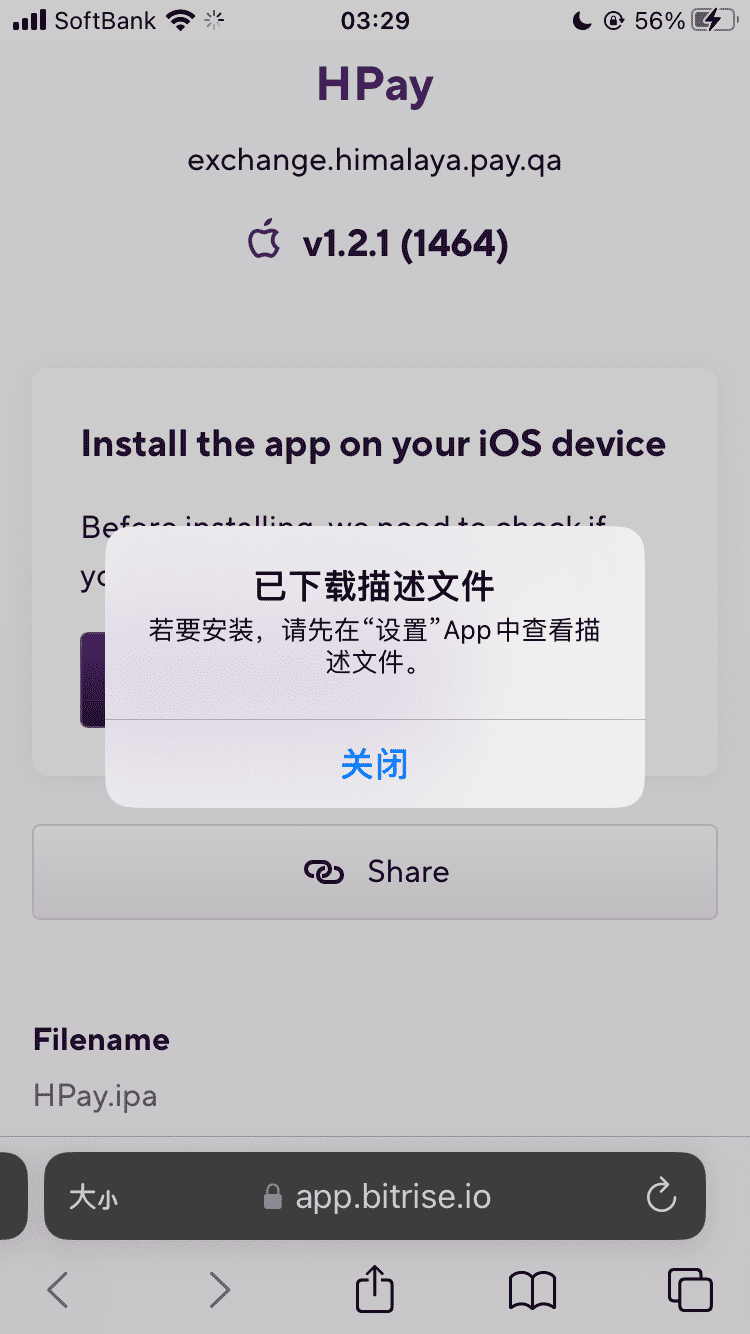 SoftBank 03:29 56%
HPay
exchange.himalaya.pay.qa
v1.2.1 (1464)
Install the app on your iOS device
Before installing, we need to check if
yo
已下载描述文件
若要安装，请先在“设置”App中查看描
述文件。
关闭
Share
Filename
HPay.ipa
大小 app.bitrise.io